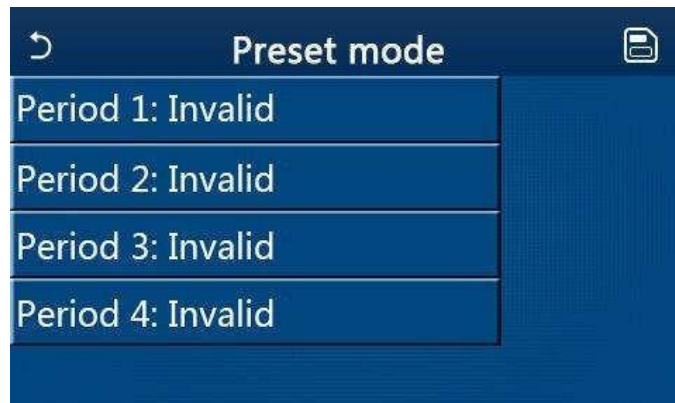 Preset mode
Period 1: Invalid
Period 2: Invalid
Period 3: Invalid
Period 4: Invalid